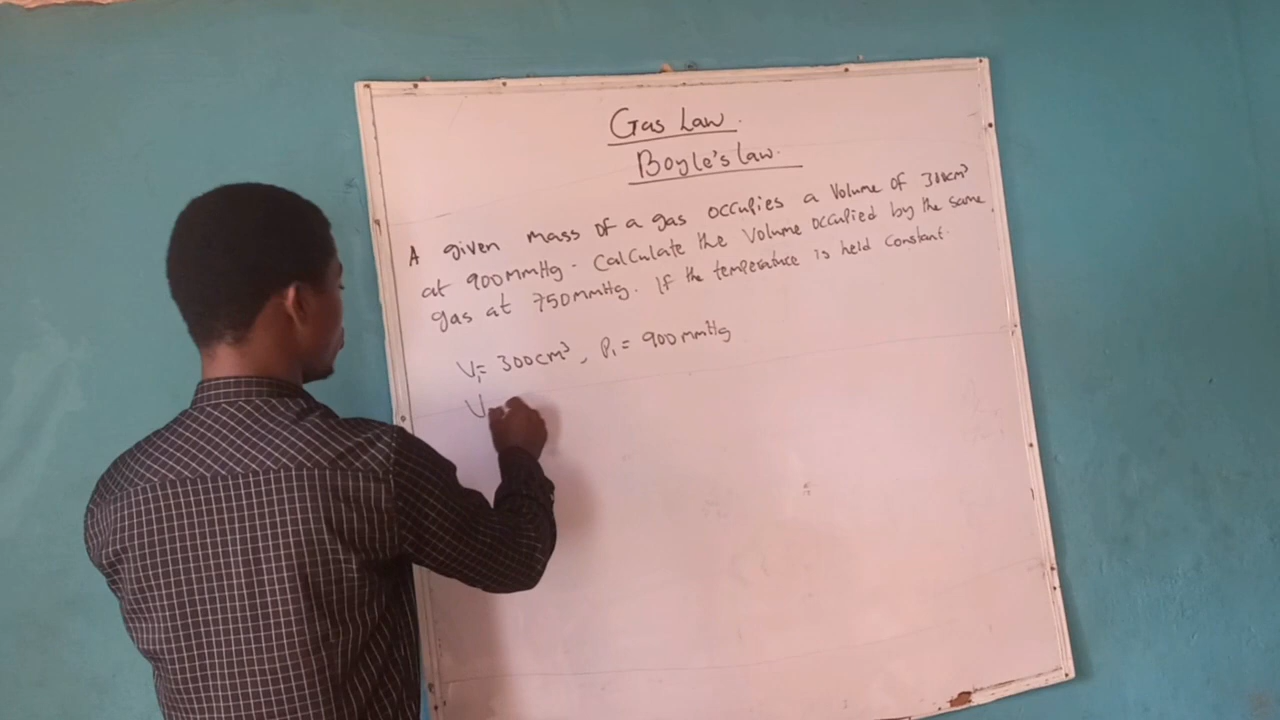 Gas Law.
Boyle's Law.
A given mass of a gas occupies a Volume of 300cm³
at 900mmHg. Calculate the Volume occupied by the same
gas at 750mmHg. If the temperature is held Constant.
V₁= 300cm³, P₁ = 900mmHg
V